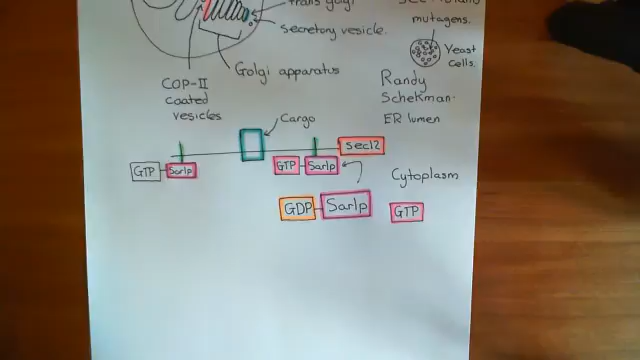 trans golgi
mutagens.
secretory vesicle.
Yeast
cells.
Golgi apparatus
COP-II
coated
vesicles
Randy
Schekman.
ER lumen
Cargo
Sec12
GTP
Sar1p
GTP
Sar1p
Cytoplasm
GDP
Sar1p
GTP